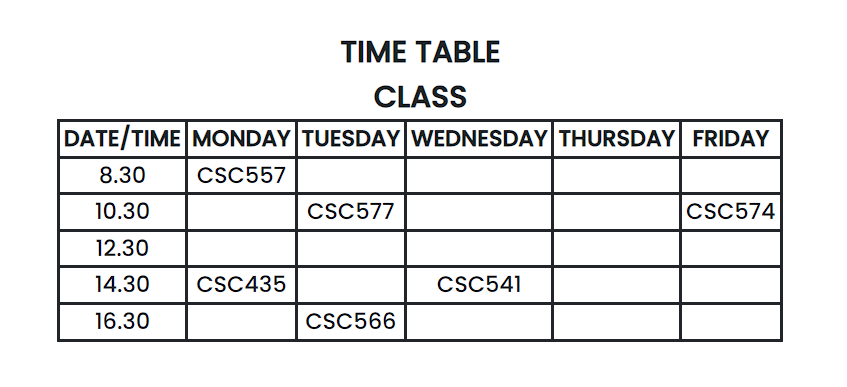 TIME TABLE
CLASS
DATE/TIME MONDAY TUESDAY WEDNESDAY THURSDAY FRIDAY
8.30 CSC557
10.30 CSC577 CSC574
12.30
14.30 CSC435 CSC541
16.30 CSC566